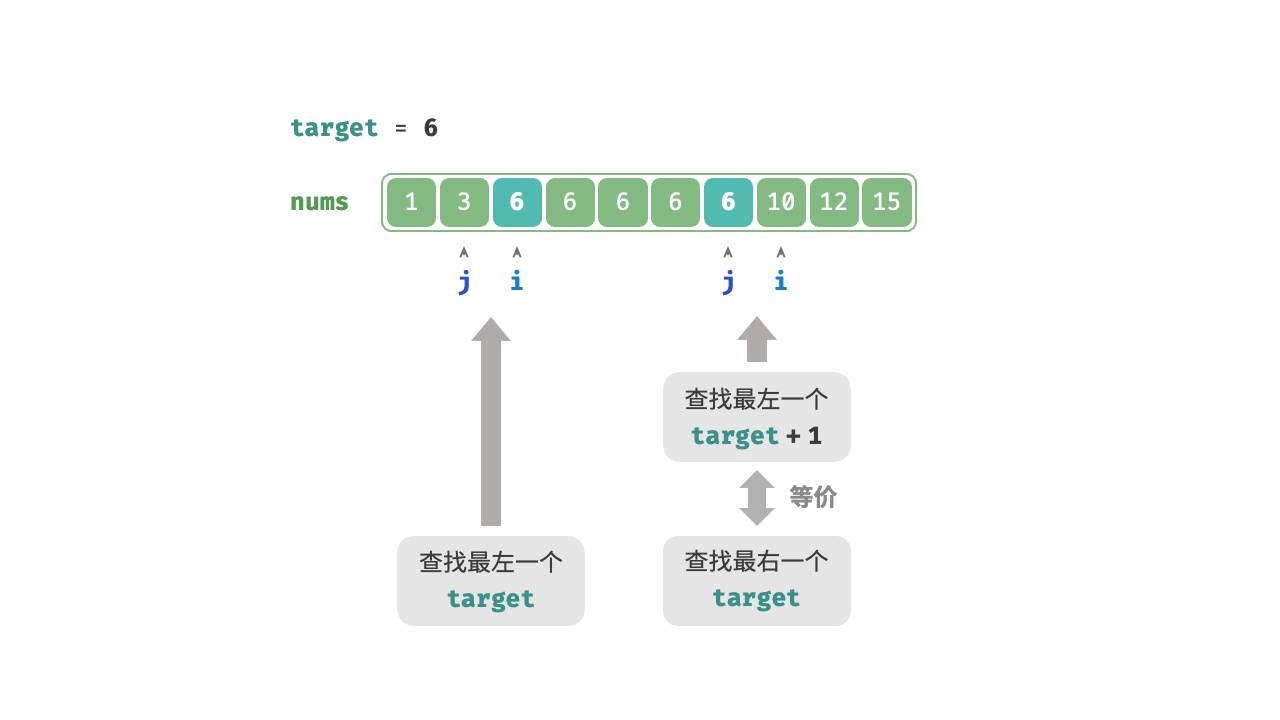 target = 6
nums 1 3 6 6 6 6 6 10 12 15
j i j i
查找最左一个
target + 1
等价
查找最左一个
target
查找最右一个
target